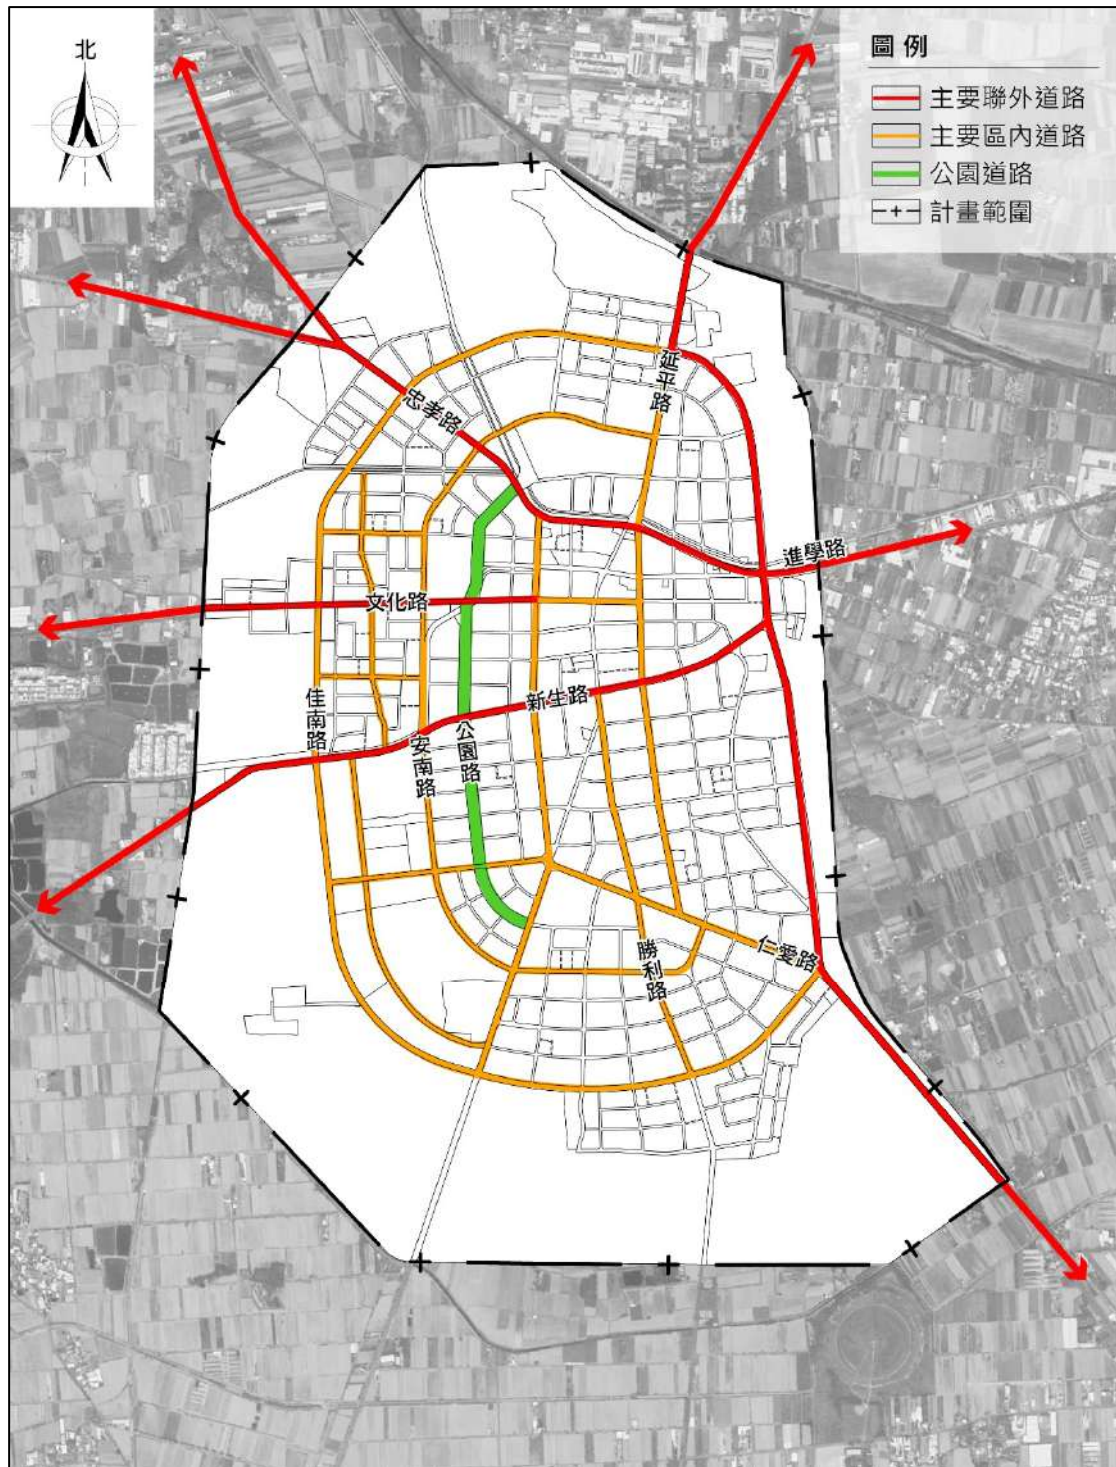 北
圖例
主要聯外道路
主要區內道路
公園道路
計畫範圍
延平路
忠孝路
進學路
文化路
新生路
佳南路
安南路
公園路
仁愛路
勝利路